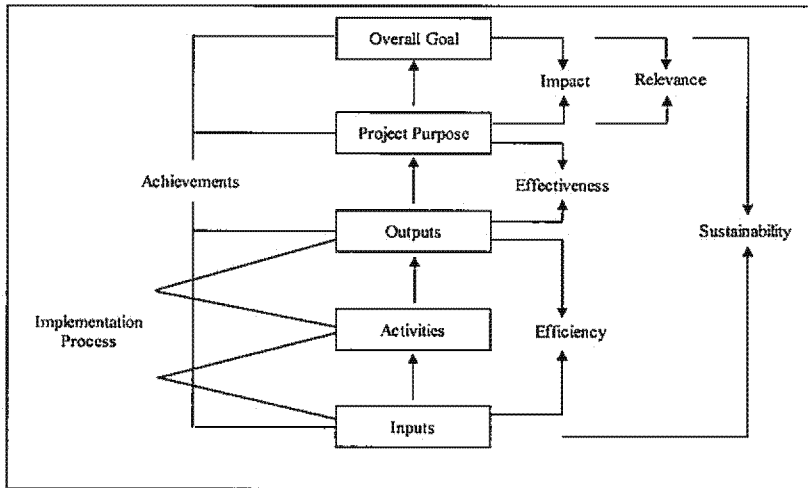 Overall Goal
Impact
Relevance
Project Purpose
Achievements
Effectiveness
Outputs
Sustainability
Implementation
Process
Activities
Efficiency
Inputs